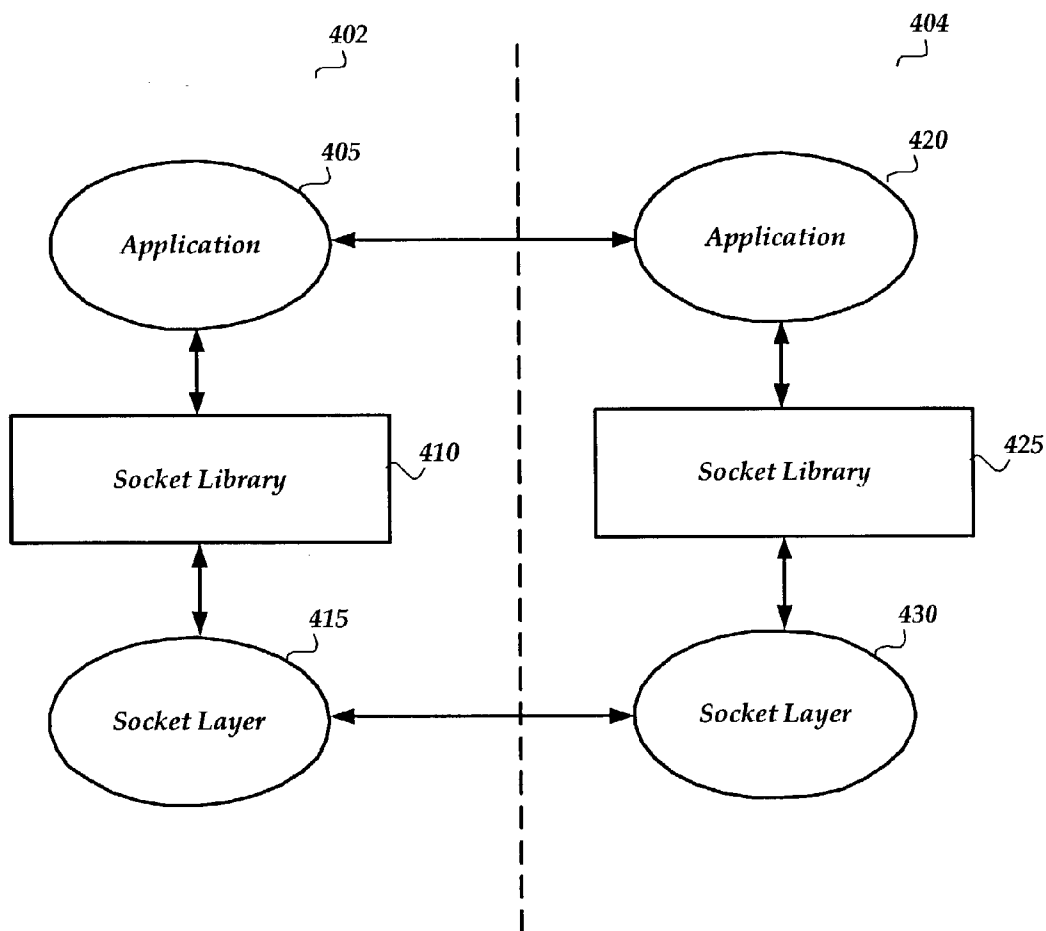 402
404
405
420
Application
Application
Socket Library
410
Socket Library
425
415
430
Socket Layer
Socket Layer